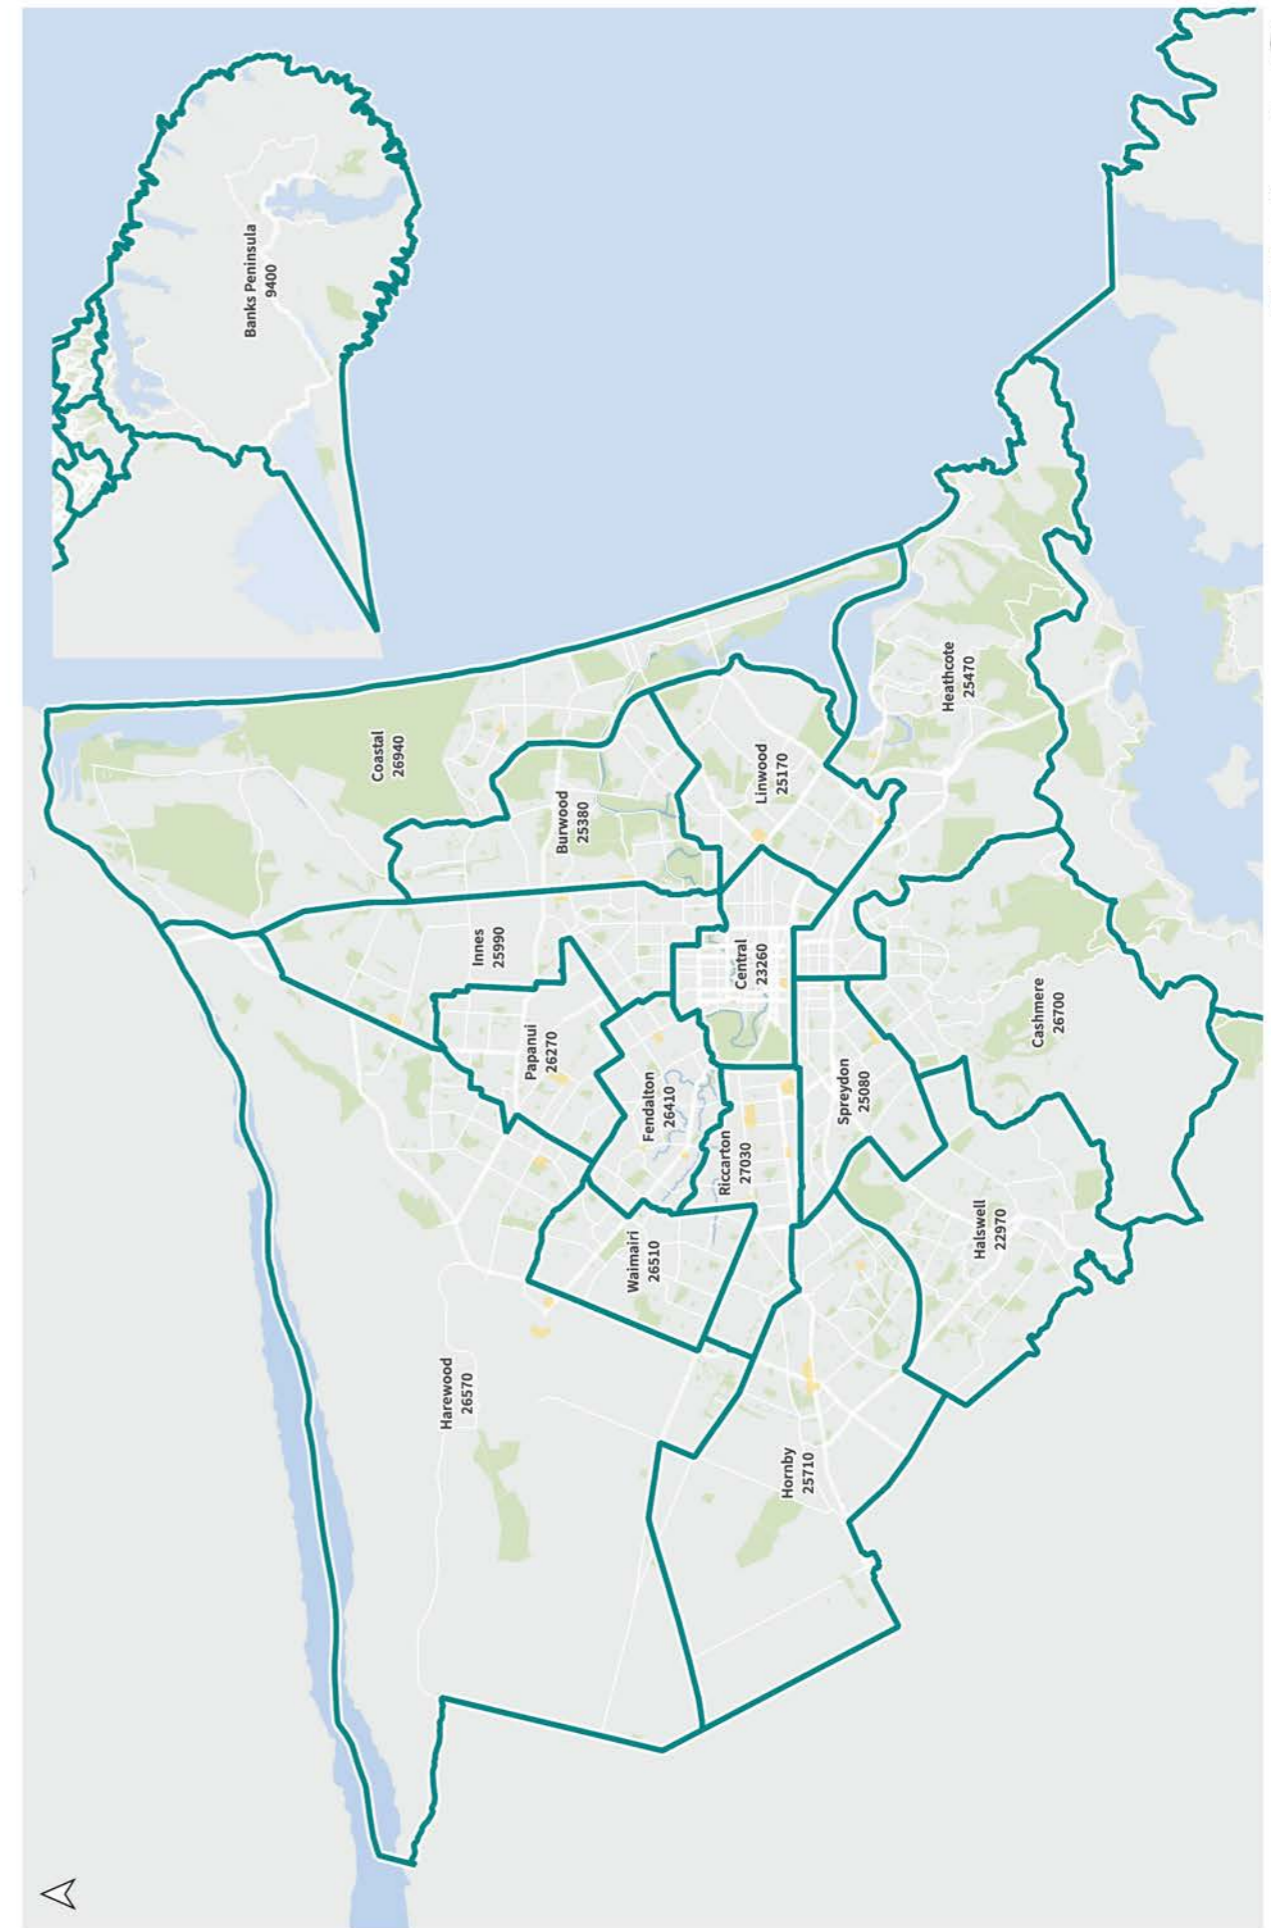 Harewood
26570
Coastal
26940
Innes
25990
Papanui
26270
Burwood
25380
Waimairi
26510
Fendalton
26410
Riccarton
27030
Central
23260
Linwood
25170
Hornby
25710
Spreydon
25080
Heathcote
25470
Halswell
22970
Cashmere
26700
Banks Peninsula
9400